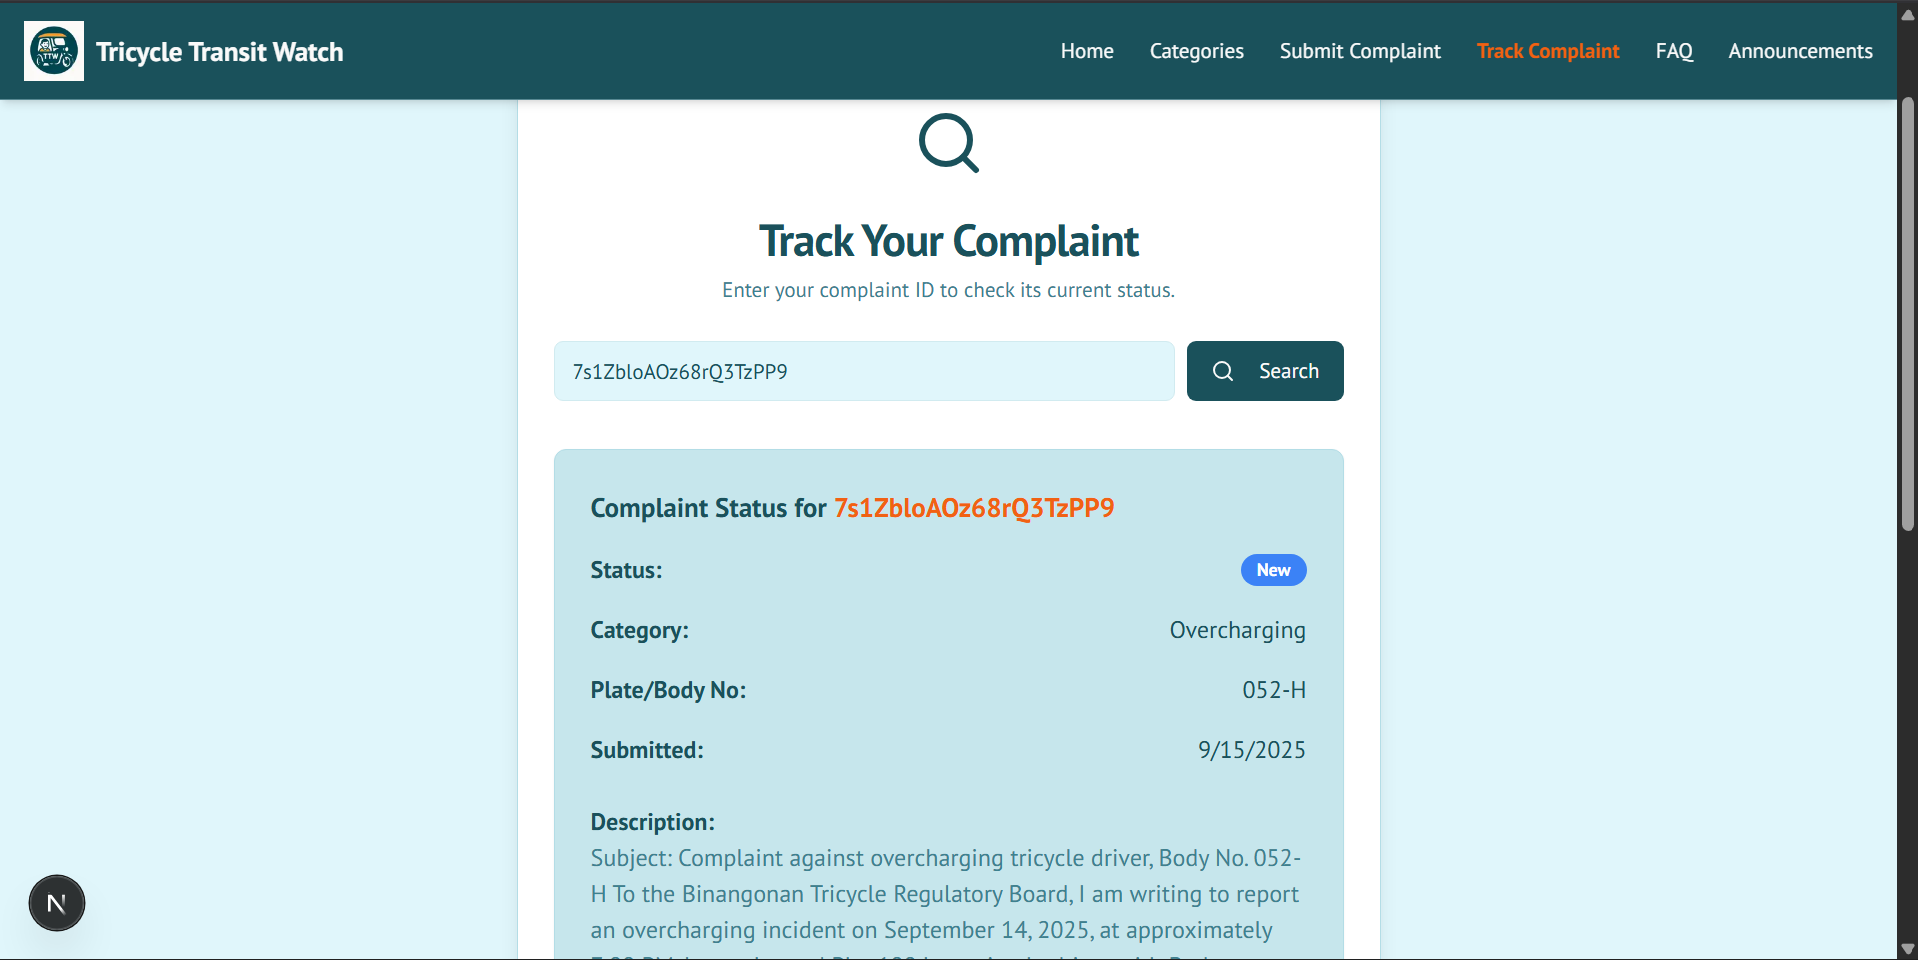 TTW
Tricycle Transit Watch
Home
Categories
Submit Complaint
Track Complaint
FAQ
Announcements
Track Your Complaint
Enter your complaint ID to check its current status.
7s1ZbloAOz68rQ3TzPP9
Search
Complaint Status for 7s1ZbloAOz68rQ3TzPP9
Status:
New
Category:
Overcharging
Plate/Body No:
052-H
Submitted:
9/15/2025
Description:
Subject: Complaint against overcharging tricycle driver, Body No. 052-
H To the Binangonan Tricycle Regulatory Board, I am writing to report
an overcharging incident on September 14, 2025, at approximately
N